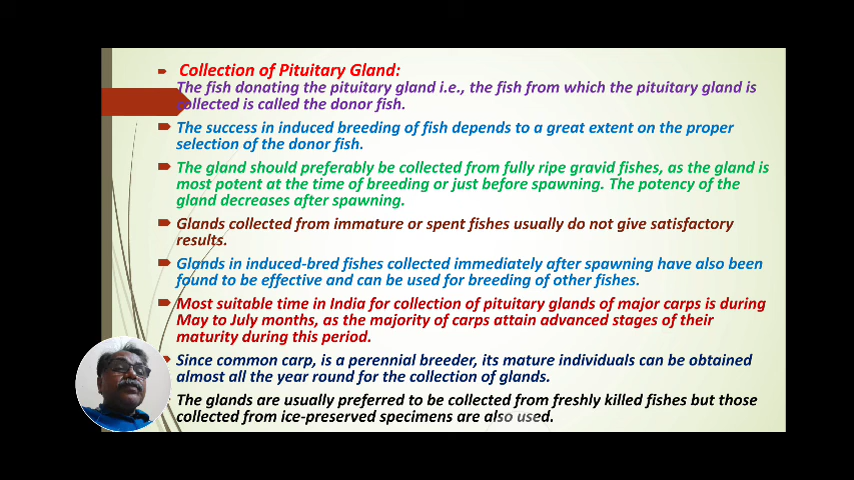 Collection of Pituitary Gland:
The fish donating the pituitary gland i.e., the fish from which the pituitary gland is
collected is called the donor fish.
The success in induced breeding of fish depends to a great extent on the proper
selection of the donor fish.
The gland should preferably be collected from fully ripe gravid fishes, as the gland is
most potent at the time of breeding or just before spawning. The potency of the
gland decreases after spawning.
Glands collected from immature or spent fishes usually do not give satisfactory
results.
Glands in induced-bred fishes collected immediately after spawning have also been
found to be effective and can be used for breeding of other fishes.
Most suitable time in India for collection of pituitary glands of major carps is during
May to July months, as the majority of carps attain advanced stages of their
maturity during this period.
Since common carp, is a perennial breeder, its mature individuals can be obtained
almost all the year round for the collection of glands.
The glands are usually preferred to be collected from freshly killed fishes but those
collected from ice-preserved specimens are also used.